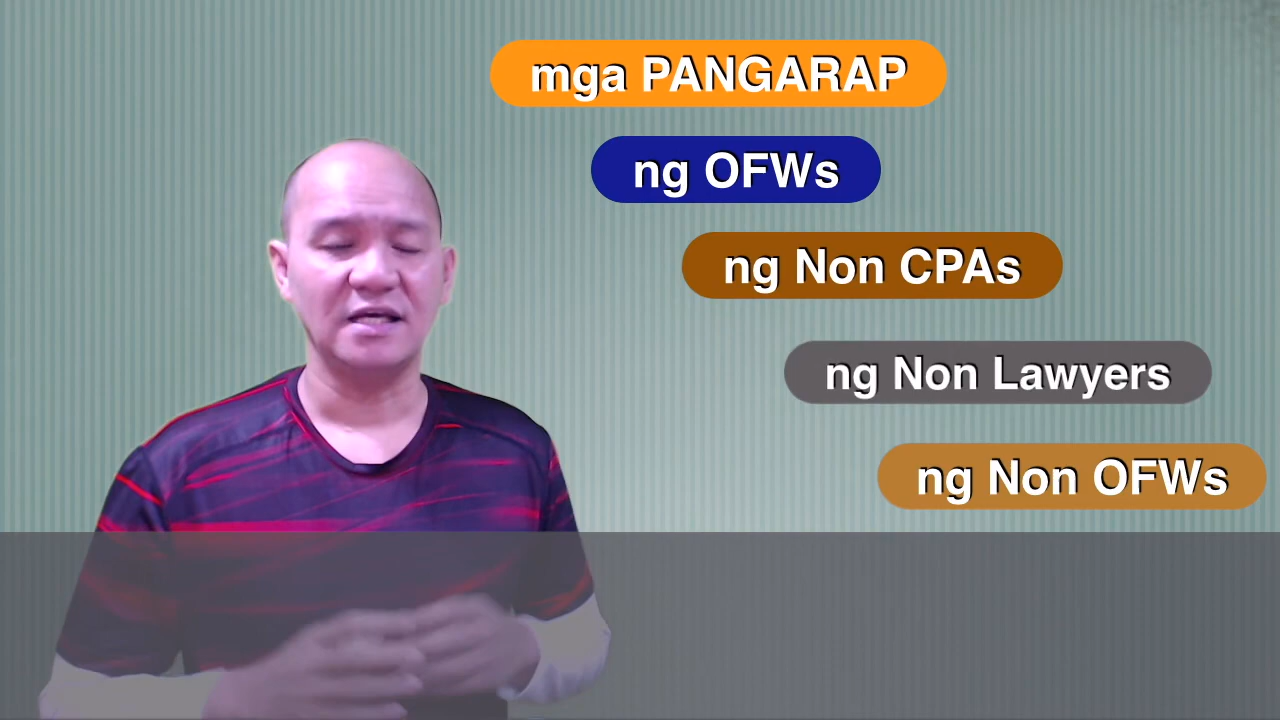 mga PANGARAP
ng OFWs
ng Non CPAs
ng Non Lawyers
ng Non OFWs